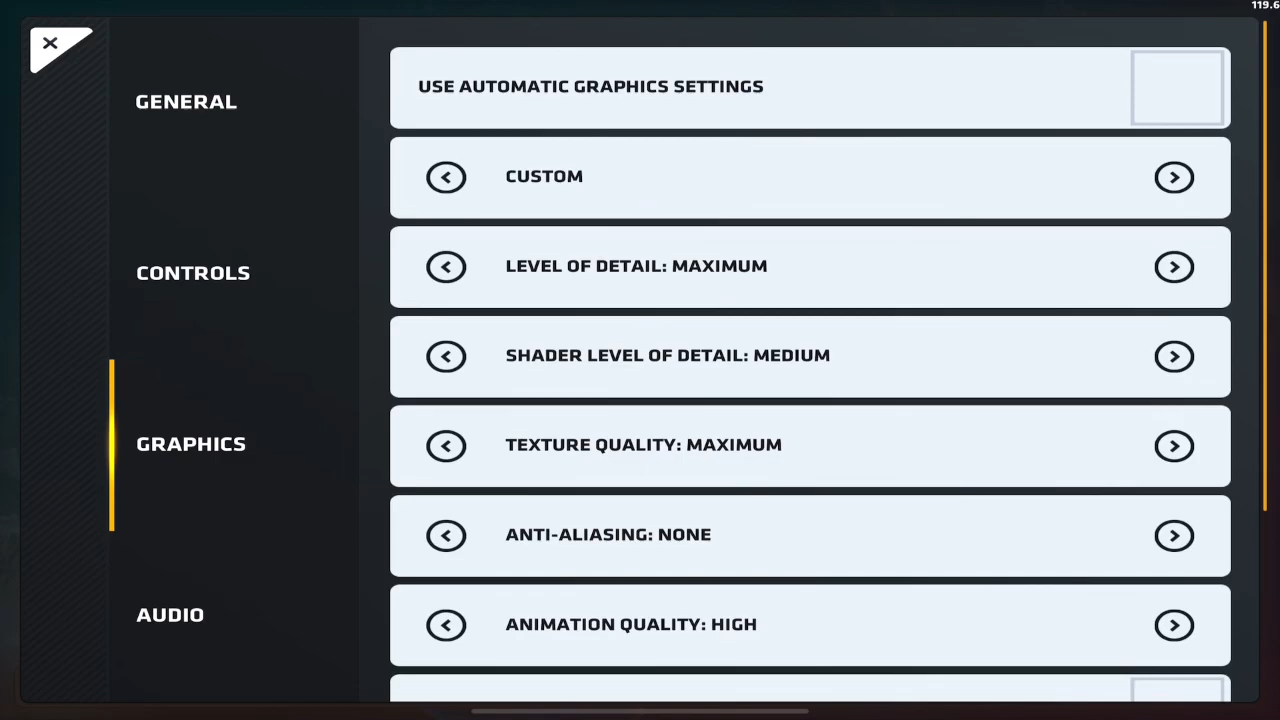 119.6
GENERAL
CONTROLS
GRAPHICS
AUDIO
USE AUTOMATIC GRAPHICS SETTINGS
CUSTOM
LEVEL OF DETAIL: MAXIMUM
SHADER LEVEL OF DETAIL: MEDIUM
TEXTURE QUALITY: MAXIMUM
ANTI-ALIASING: NONE
ANIMATION QUALITY: HIGH